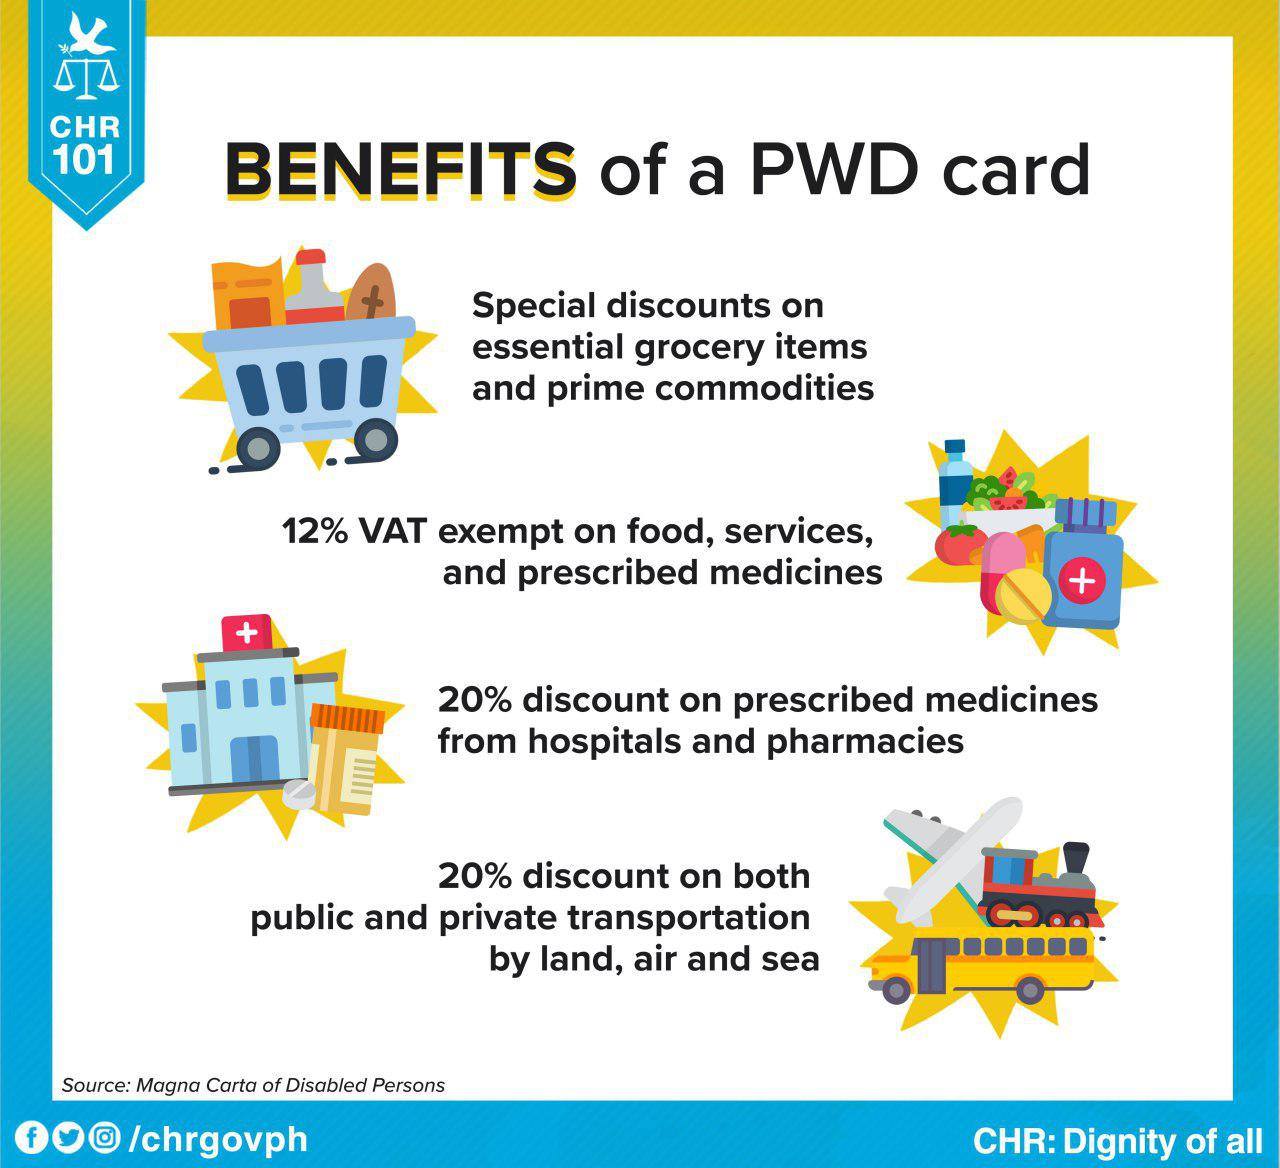 CHR
101
BENEFITS of a PWD card
Special discounts on
essential grocery items
and prime commodities
12% VAT exempt on food, services,
and prescribed medicines
20% discount on prescribed medicines
from hospitals and pharmacies
20% discount on both
public and private transportation
by land, air and sea
Source: Magna Carta of Disabled Persons
/chrgovph
CHR: Dignity of all